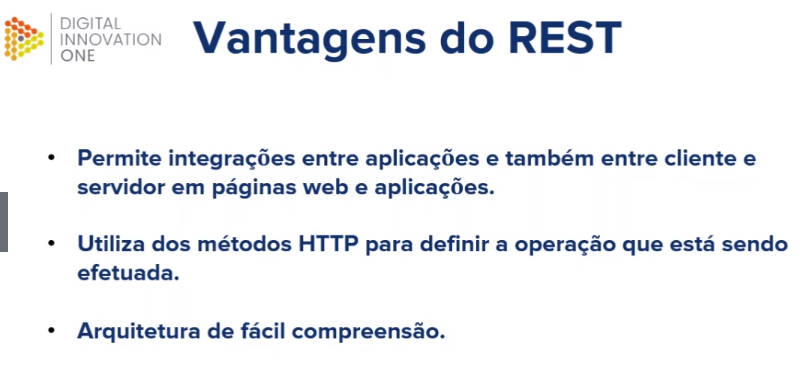 DIGITAL
INNOVATION
ONE
Vantagens do REST
• Permite integrações entre aplicações e também entre cliente e
servidor em páginas web e aplicações.
• Utiliza dos métodos HTTP para definir a operação que está sendo
efetuada.
• Arquitetura de fácil compreensão.